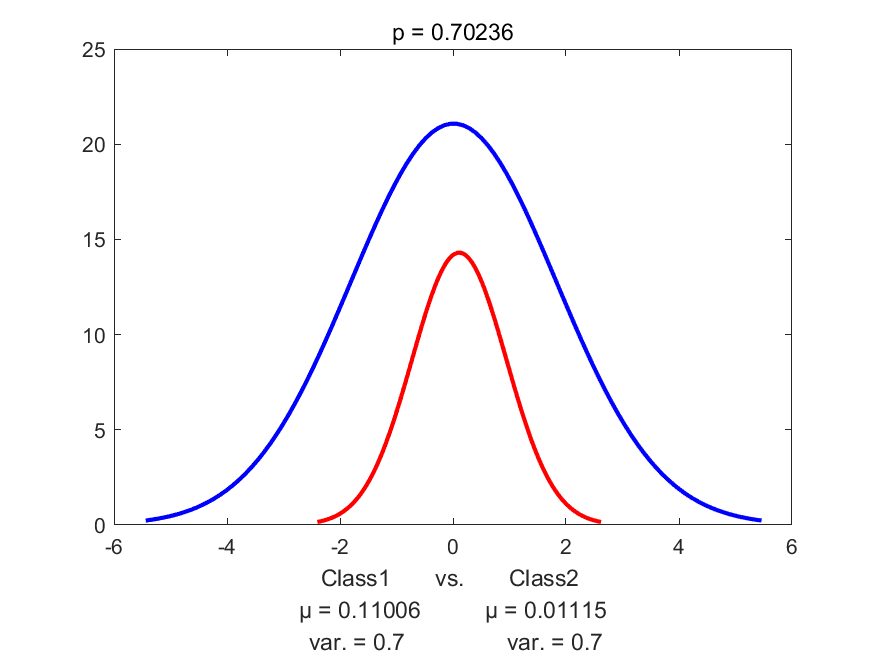 p = 0.70236
25
20
15
10
5
0
-6 -4 -2 0 2 4 6
Class1 vs. Class2
μ = 0.11006 μ = 0.01115
var. = 0.7 var. = 0.7